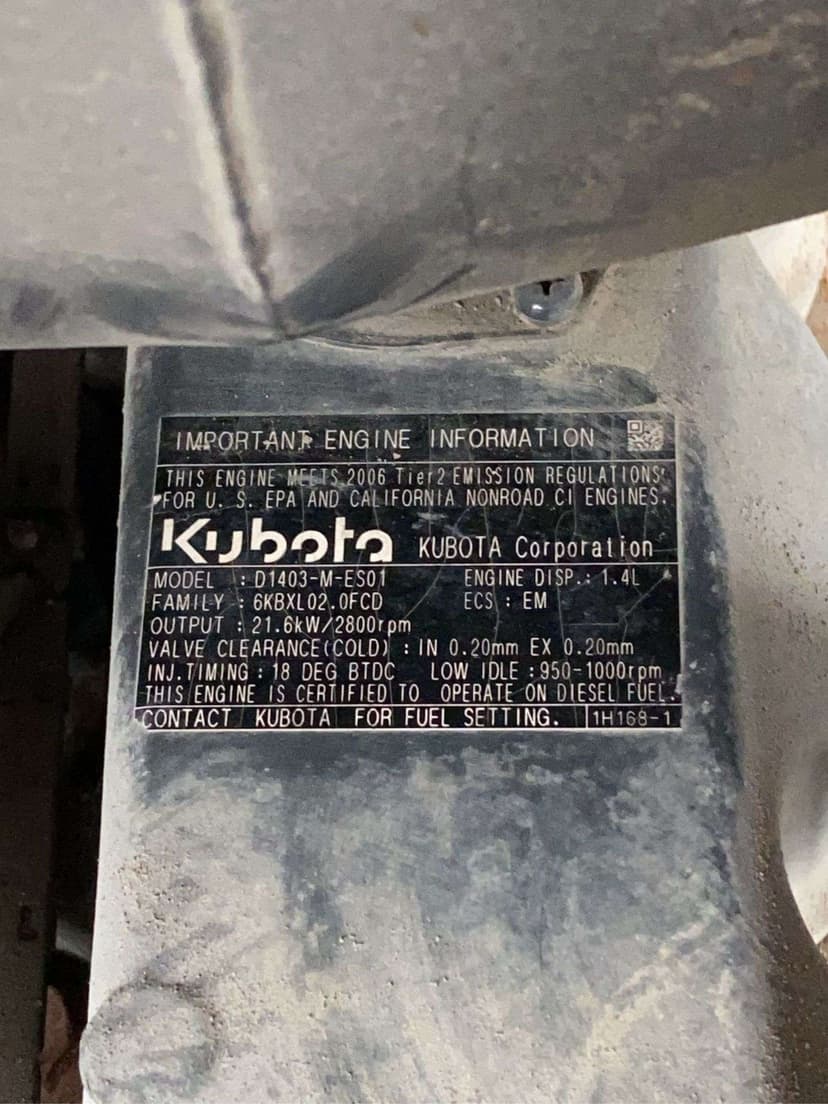 IMPORTANT ENGINE INFORMATION
THIS ENGINE MEETS 2006 Tier2 EMISSION REGULATIONS
FOR U. S. EPA AND CALIFORNIA NONROAD CI ENGINES.
Kubota KUBOTA Corporation
MODEL : D1403-M-ES01 ENGINE DISP.: 1.4L
FAMILY : 6KBXL02.0FCD ECS : EM
OUTPUT : 21.6kW/2800rpm
VALVE CLEARANCE(COLD) : IN 0.20mm EX 0.20mm
INJ.TIMING : 18 DEG BTDC LOW IDLE :950-1000rpm
THIS ENGINE IS CERTIFIED TO OPERATE ON DIESEL FUEL.
CONTACT KUBOTA FOR FUEL SETTING. 1H168-1